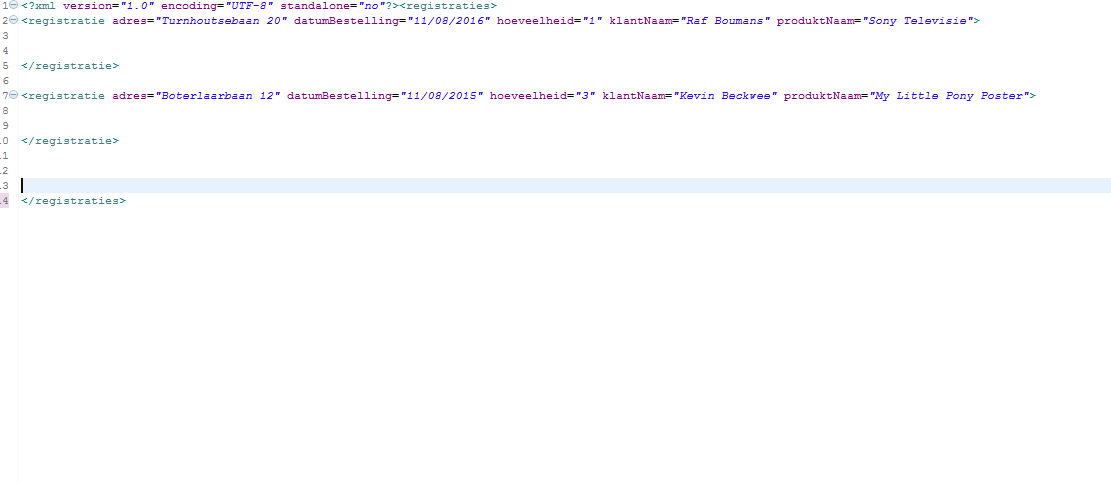 1 <?xml version="1.0" encoding="UTF-8" standalone="no"?><registraties>
2 <registratie adres="Turnhoutsebaan 20" datumBestelling="11/08/2016" hoeveelheid="1" klantNaam="Raf Boumans" produktNaam="Sony Televisie">
3
4
5 </registratie>
6
7 <registratie adres="Boterlaarbaan 12" datumBestelling="11/08/2015" hoeveelheid="3" klantNaam="Kevin Beckwee" produktNaam="My Little Pony Poster">
8
9
.0 </registratie>
.1
.2
.3
.4 </registraties>